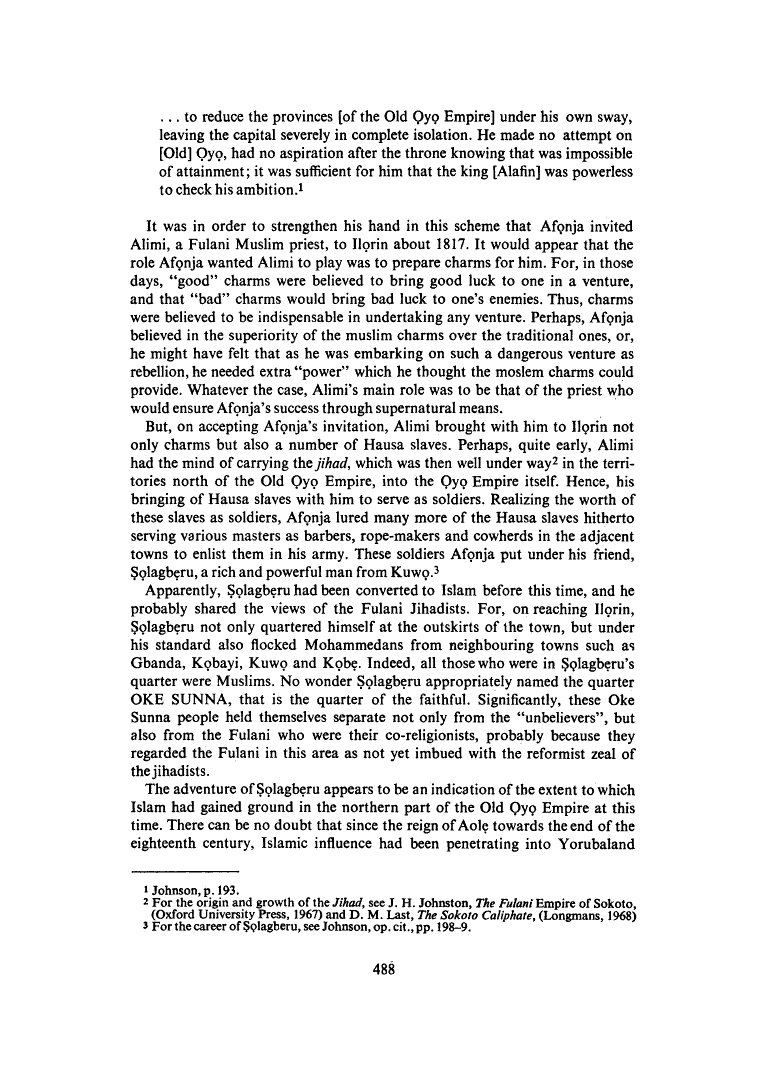 ... to reduce the provinces [of the Old Ọyọ Empire] under his own sway,
leaving the capital severely in complete isolation. He made no attempt on
[Old] Ọyọ, had no aspiration after the throne knowing that was impossible
of attainment; it was sufficient for him that the king [Alafin] was powerless
to check his ambition.1
It was in order to strengthen his hand in this scheme that Afọnja invited
Alimi, a Fulani Muslim priest, to Ilọrin about 1817. It would appear that the
role Afọnja wanted Alimi to play was to prepare charms for him. For, in those
days, “good” charms were believed to bring good luck to one in a venture,
and that “bad” charms would bring bad luck to one's enemies. Thus, charms
were believed to be indispensable in undertaking any venture. Perhaps, Afọnja
believed in the superiority of the muslim charms over the traditional ones, or,
he might have felt that as he was embarking on such a dangerous venture as
rebellion, he needed extra “power” which he thought the moslem charms could
provide. Whatever the case, Alimi's main role was to be that of the priest who
would ensure Afọnja's success through supernatural means.
But, on accepting Afọnja's invitation, Alimi brought with him to Ilọrin not
only charms but also a number of Hausa slaves. Perhaps, quite early, Alimi
had the mind of carrying the jihad, which was then well under way2 in the terri-
tories north of the Old Ọyọ Empire, into the Ọyọ Empire itself. Hence, his
bringing of Hausa slaves with him to serve as soldiers. Realizing the worth of
these slaves as soldiers, Afọnja lured many more of the Hausa slaves hitherto
serving various masters as barbers, rope-makers and cowherds in the adjacent
towns to enlist them in his army. These soldiers Afọnja put under his friend,
Ṣọlagbẹru, a rich and powerful man from Kuwọ.3
Apparently, Ṣọlagbẹru had been converted to Islam before this time, and he
probably shared the views of the Fulani Jihadists. For, on reaching Ilọrin,
Ṣọlagbẹru not only quartered himself at the outskirts of the town, but under
his standard also flocked Mohammedans from neighbouring towns such as
Gbanda, Kọbayi, Kuwọ and Kọbẹ. Indeed, all those who were in Ṣọlagbẹru's
quarter were Muslims. No wonder Ṣọlagbẹru appropriately named the quarter
OKE SUNNA, that is the quarter of the faithful. Significantly, these Oke
Sunna people held themselves separate not only from the “unbelievers”, but
also from the Fulani who were their co-religionists, probably because they
regarded the Fulani in this area as not yet imbued with the reformist zeal of
the jihadists.
The adventure of Ṣọlagbẹru appears to be an indication of the extent to which
Islam had gained ground in the northern part of the Old Ọyọ Empire at this
time. There can be no doubt that since the reign of Aolẹ towards the end of the
eighteenth century, Islamic influence had been penetrating into Yorubaland
1 Johnson, p. 193.
2 For the origin and growth of the Jihad, see J. H. Johnston, The Fulani Empire of Sokoto,
(Oxford University Press, 1967) and D. M. Last, The Sokoto Caliphate, (Longmans, 1968)
3 For the career of Ṣọlagberu, see Johnson, op. cit., pp. 198–9.
488